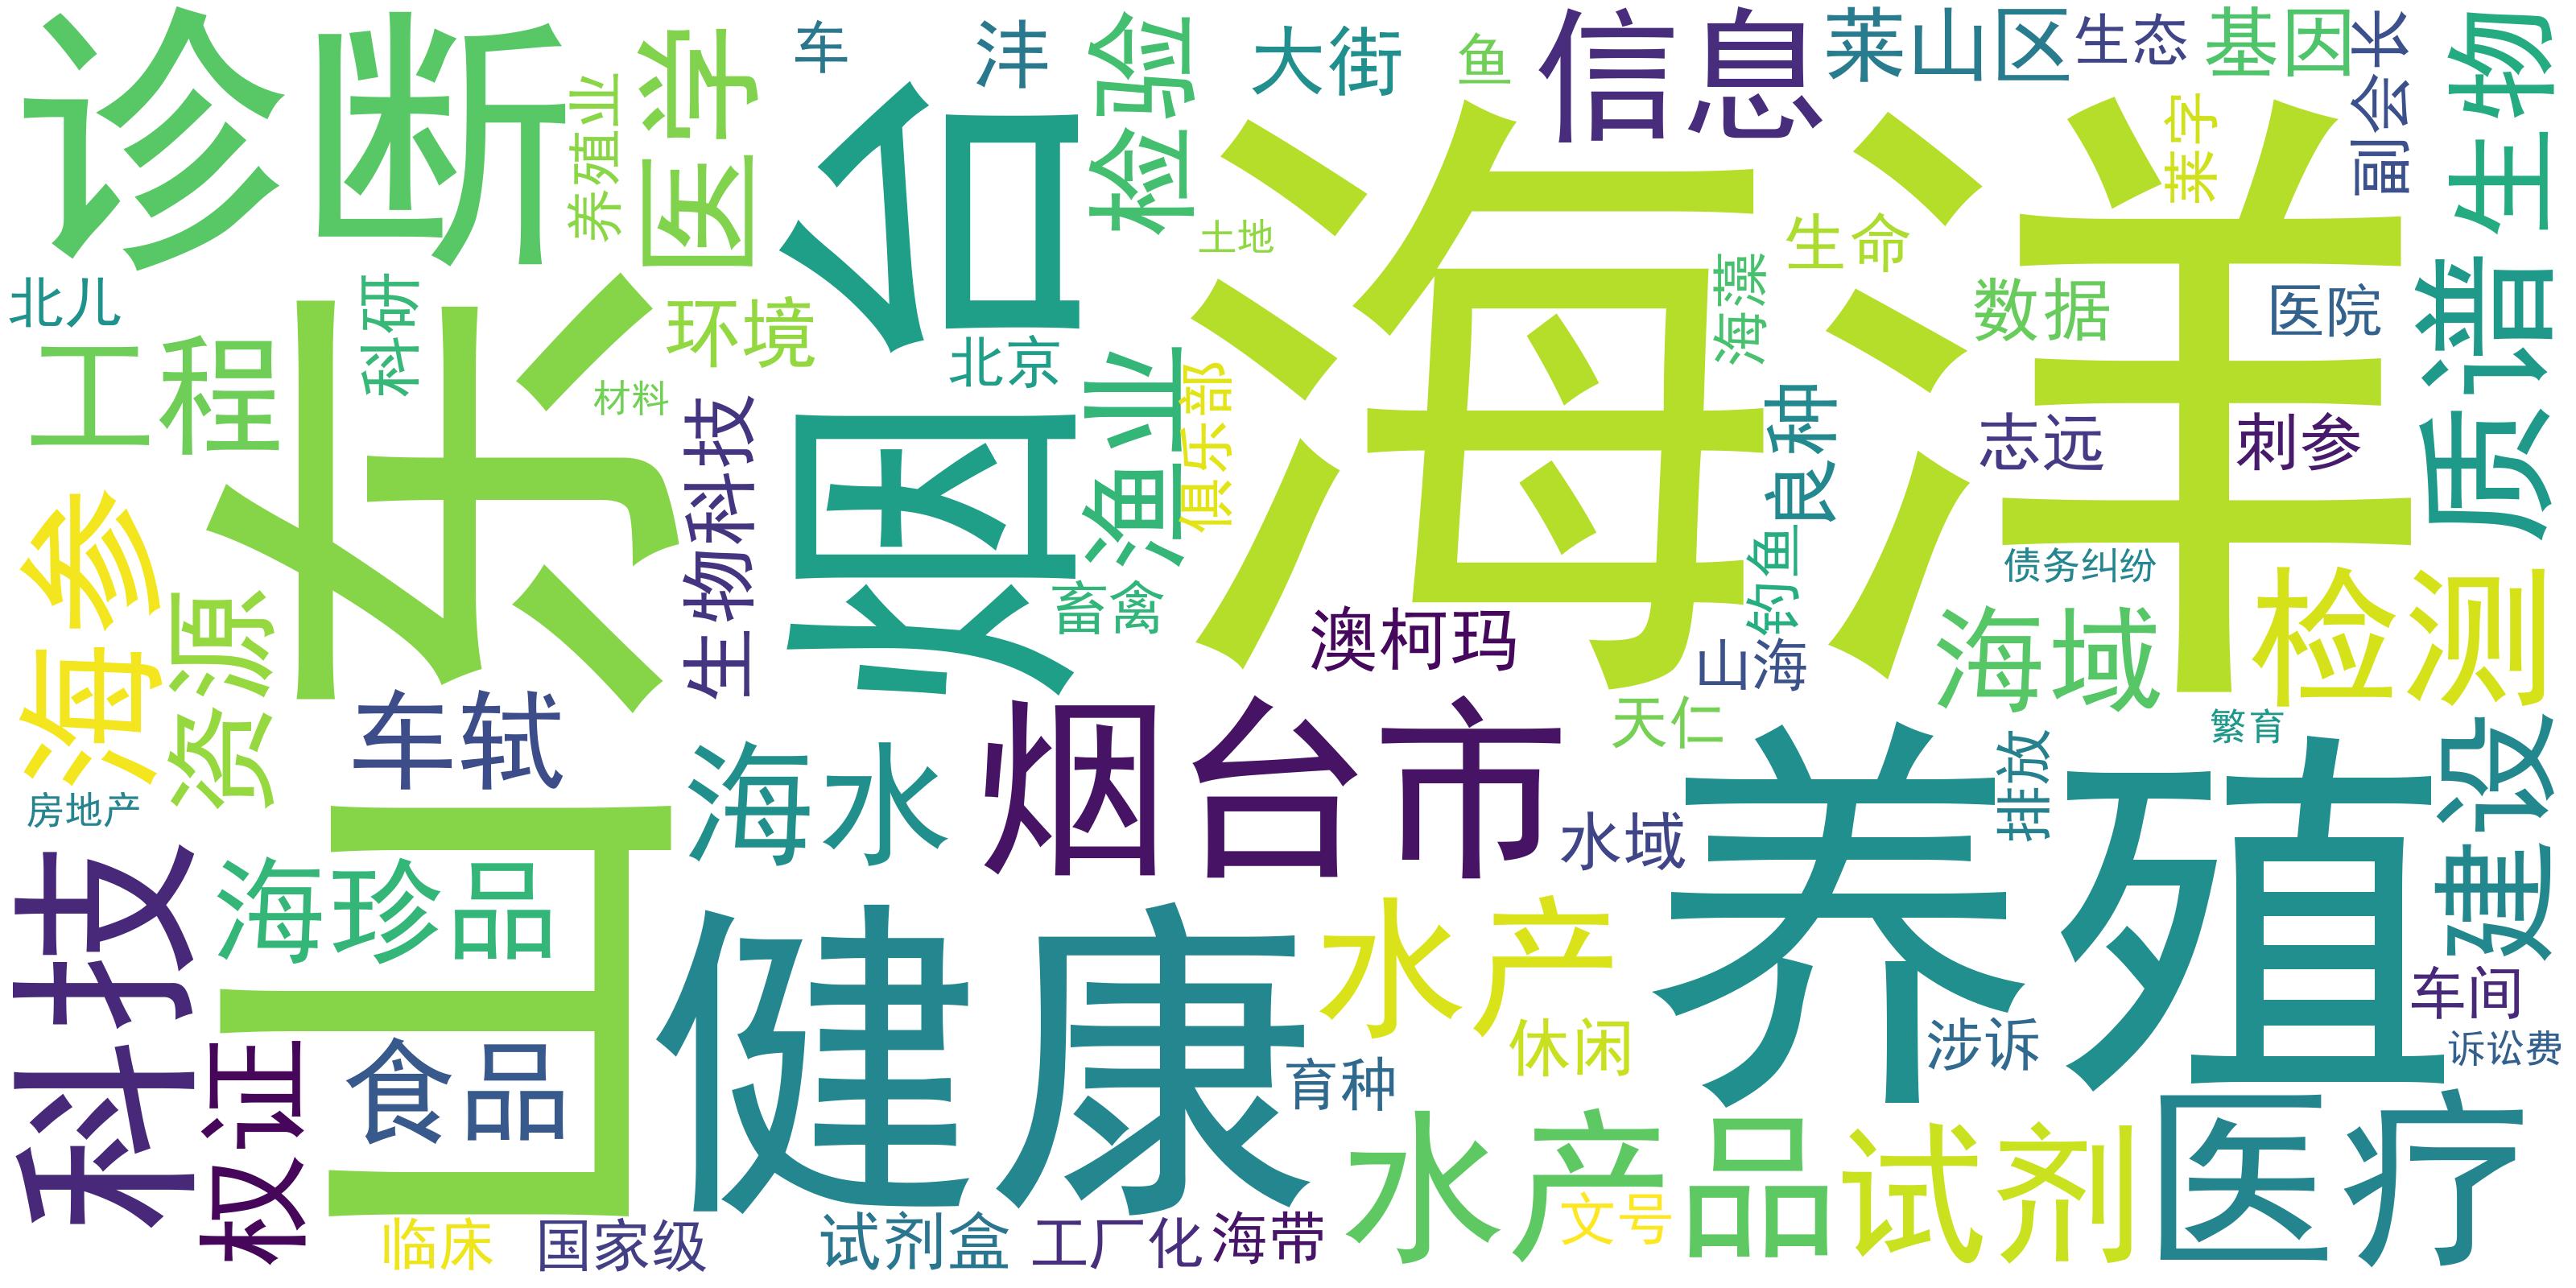 诊断
养殖业
医学
车
沣
检验
大街
鱼
信息
莱山区
生态
基因
副会长
生物
莱字
土地
海洋
生命
北儿
科研
环境
材料
烟台
北京
海藻
数据
医院
质谱
工程
山东
生物科技
渔业
俱乐部
良种
志远
刺参
海参
资源
畜禽
钓鱼
债务纠纷
澳柯玛
山海
海域
检测
车轼
海水
烟台市
天仁
排放
繁育
建设
房地产
科技
海珍品
水域
养殖
健康
水产
车间
权证
食品
休闲
涉诉
诉讼费
育种
水产品
试剂
医疗
文号
临床
国家级
试剂盒
工厂化
海带